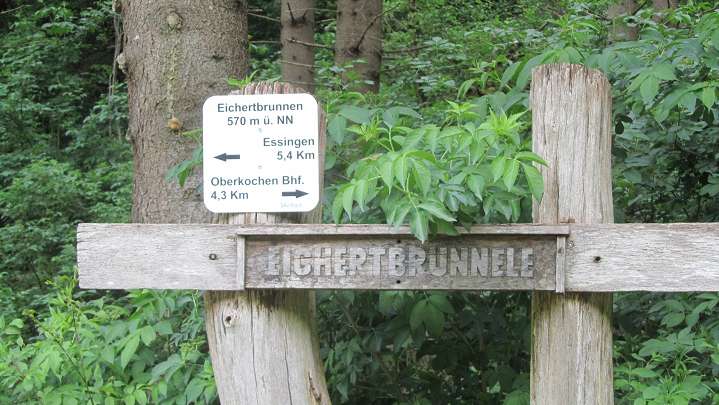 Eichertbrunnen
570 m ü. NN
Essingen
5,4 Km
Oberkochen Bhf.
4,3 Km
EICHERTBRUNNELE